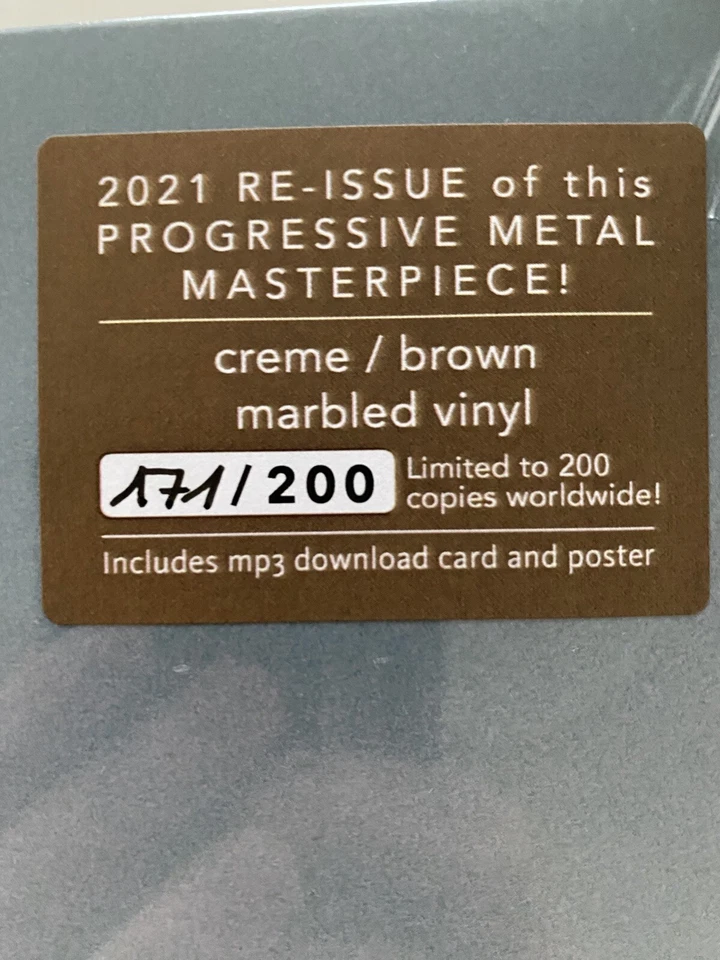 2021 RE-ISSUE of this
PROGRESSIVE METAL
MASTERPIECE!
creme / brown
marbled vinyl
171/200 Limited to 200
copies worldwide!
Includes mp3 download card and poster